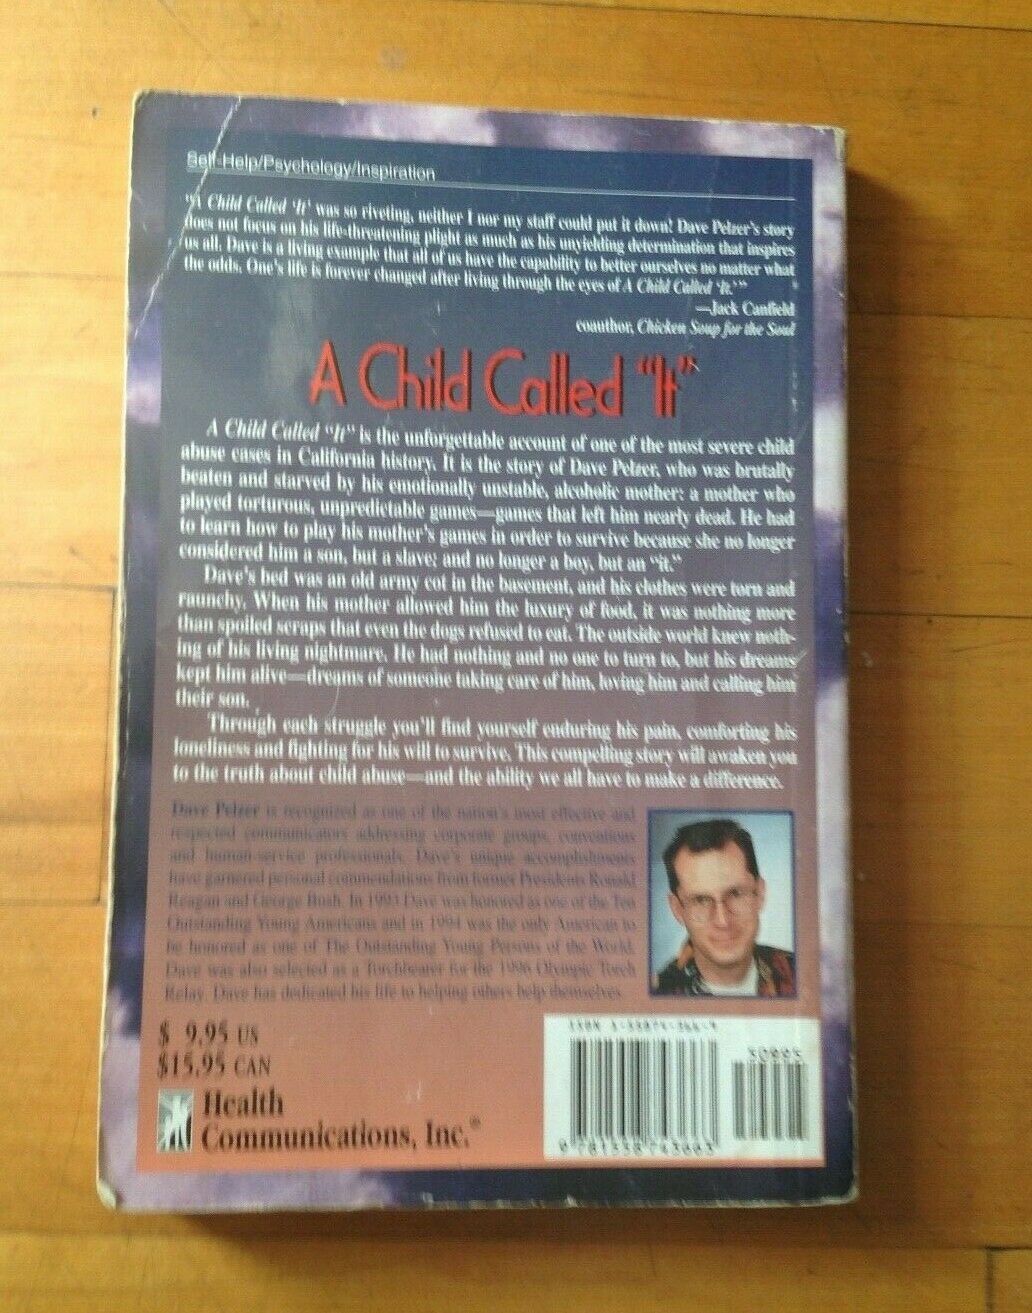 Self-Help/Psychology/Inspiration
"A Child Called 'It' was so riveting, neither I nor my staff could put it down! Dave Pelzer's story
does not focus on his life-threatening plight as much as his unyielding determination that inspires
us all. Dave is a living example that all of us have the capability to better ourselves no matter what
the odds. One's life is forever changed after living through the eyes of A Child Called 'It.'"
—Jack Canfield
coauthor, Chicken Soup for the Soul
A Child Called "It"
A Child Called "It" is the unforgettable account of one of the most severe child
abuse cases in California history. It is the story of Dave Pelzer, who was brutally
beaten and starved by his emotionally unstable, alcoholic mother: a mother who
played torturous, unpredictable games—games that left him nearly dead. He had
to learn how to play his mother's games in order to survive because she no longer
considered him a son, but a slave; and no longer a boy, but an "it."
Dave's bed was an old army cot in the basement, and his clothes were torn and
raunchy. When his mother allowed him the luxury of food, it was nothing more
than spoiled scraps that even the dogs refused to eat. The outside world knew noth-
ing of his living nightmare. He had nothing and no one to turn to, but his dreams
kept him alive—dreams of someone taking care of him, loving him and calling him
their son.
Through each struggle you'll find yourself enduring his pain, comforting his
loneliness and fighting for his will to survive. This compelling story will awaken you
to the truth about child abuse—and the ability we all have to make a difference.
Dave Pelzer is recognized as one of the nation's most effective and
respected communicators addressing corporate groups, conventions
and human-service professionals. Dave's unique accomplishments
have garnered personal commendations from former Presidents Ronald
Reagan and George Bush. In 1993 Dave was honored as one of the Ten
Outstanding Young Americans and in 1994 was the only American to
be honored as one of The Outstanding Young Persons of the World.
Dave was also selected as a Torchbearer for the 1996 Olympic Torch
Relay. Dave has dedicated his life to helping others help themselves.
$ 9.95 US
$15.95 CAN
Health
Communications, Inc.®
ISBN 1-55874-366-9
50995
9 781558 743663